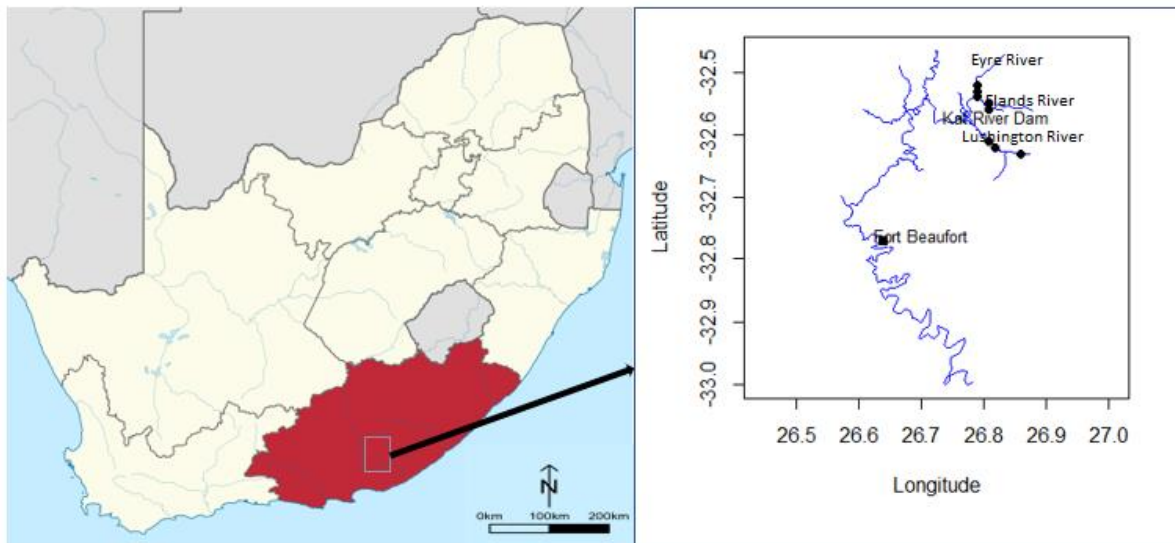 N
0km 100km 200km
Eyre River
Elands River
Kat River Dam
Lushington River
Fort Beaufort
Latitude
-32.5
-32.6
-32.7
-32.8
-32.9
-33.0
26.5 26.6 26.7 26.8 26.9 27.0
Longitude